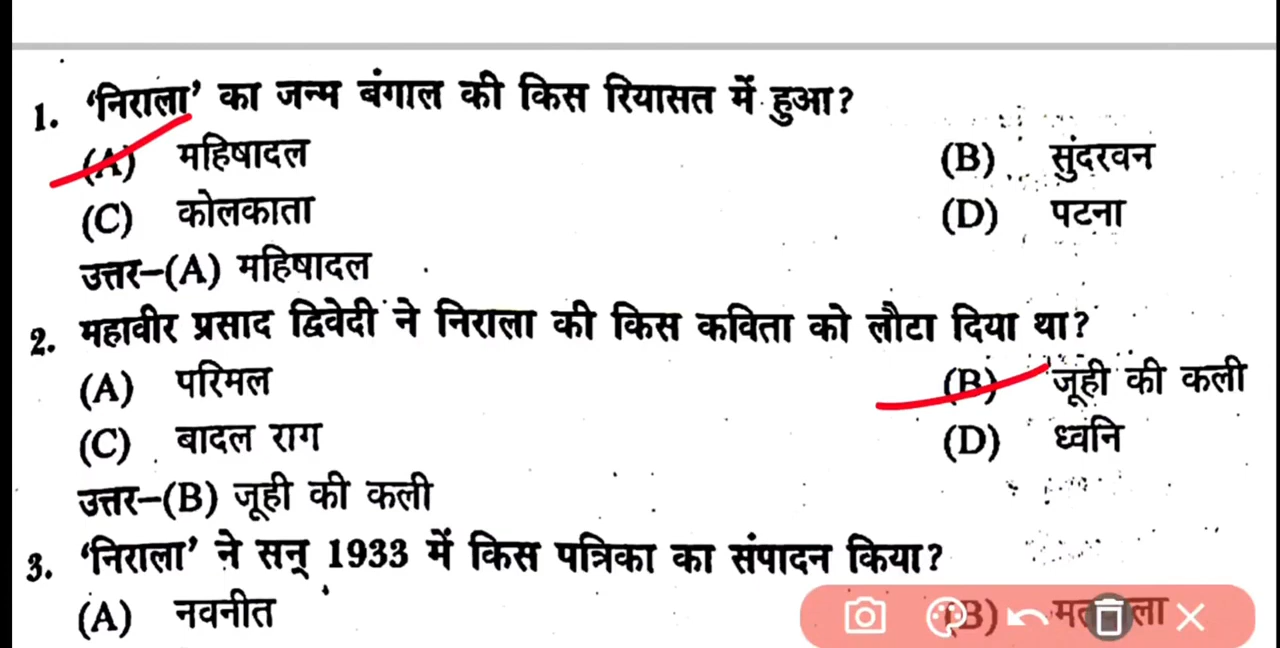 1. ‘निराला’ का जन्म बंगाल की किस रियासत में हुआ?
(A) महिषादल (B) सुंदरवन
(C) कोलकाता (D) पटना
उत्तर–(A) महिषादल
2. महावीर प्रसाद द्विवेदी ने निराला की किस कविता को लौटा दिया था?
(A) परिमल (B) जूही की कली
(C) बादल राग (D) ध्वनि
उत्तर–(B) जूही की कली
3. ‘निराला’ ने सन् 1933 में किस पत्रिका का संपादन किया?
(A) नवनीत (B)